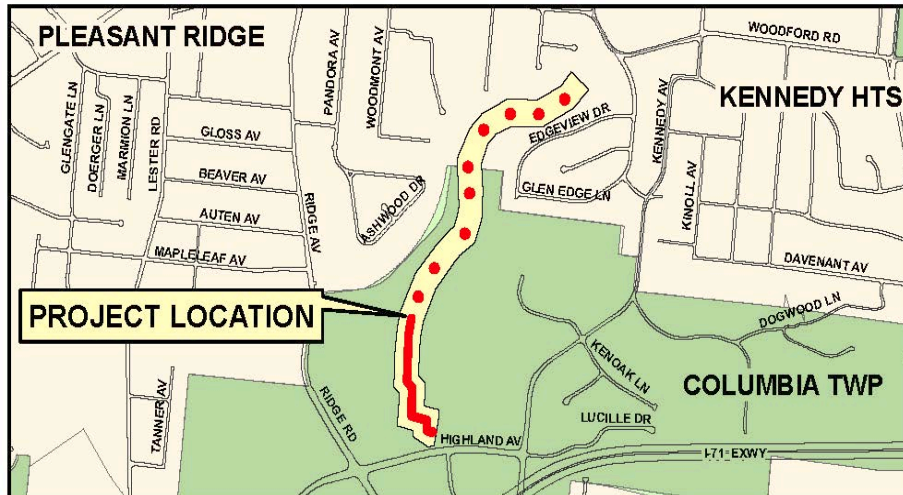 PLEASANT RIDGE
WOODFORD RD
KENNEDY HTS
GLENGATE LN
DOERGER LN
MARMION LN
LESTER RD
GLOSS AV
BEAVER AV
AUTEN AV
MAPLELEAF AV
RIDGE AV
PANDORA AV
WOODMONT AV
ASHWOOD DR
EDGEVIEW DR
GLEN EDGE LN
KENNEDY AV
KINOLL AV
DAVENANT AV
DOGWOOD LN
PROJECT LOCATION
KENOAK LN
COLUMBIA TWP
TANNER AV
RIDGE RD
LUCILLE DR
HIGHLAND AV
I-71 EXWY